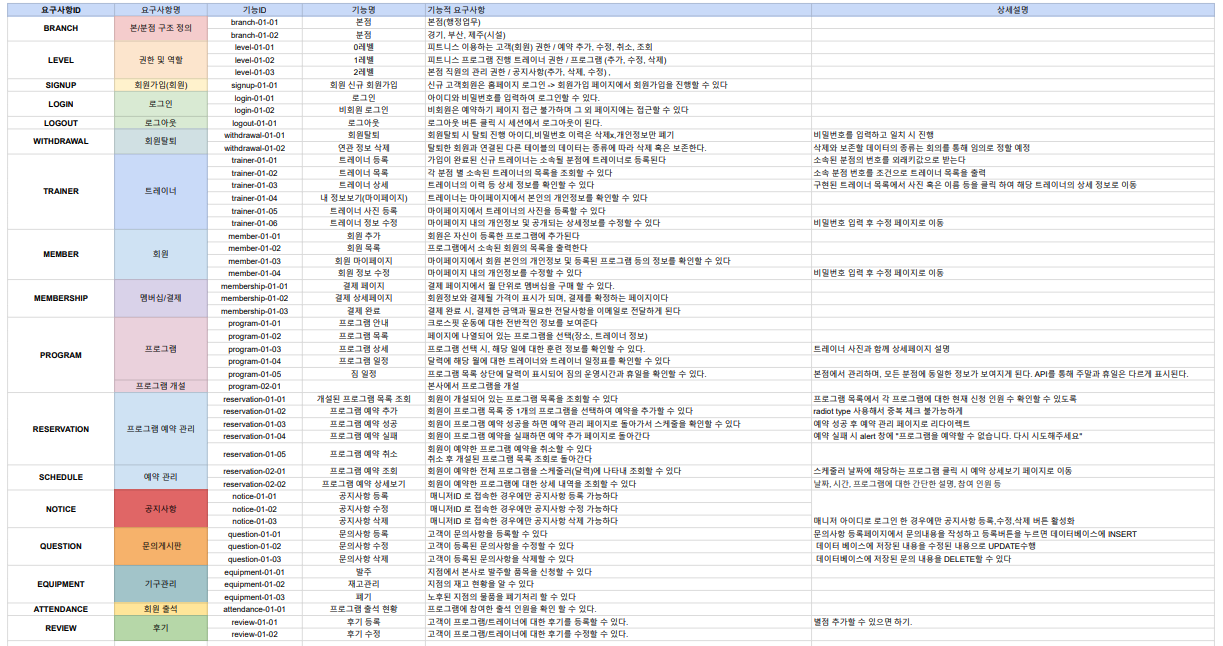 요구사항ID 요구사항명 기능ID 기능명 기능적 요구사항 상세설명
BRANCH 본/분점 구조 정의 branch-01-01 본점 본점(행정업무)
branch-01-02 분점 경기, 부산, 제주(시설)
LEVEL 권한 및 역할 level-01-01 0레벨 피트니스 이용하는 고객(회원) 권한 / 예약 추가, 수정, 취소, 조회
level-01-02 1레벨 피티니스 프로그램 진행 트레이너 권한 / 프로그램 (추가, 수정, 삭제)
level-01-03 2레벨 본점 직원의 관리 권한 / 공지사항(추가, 삭제, 수정) ,
SIGNUP 회원가입(회원) signup-01-01 회원 신규 회원가입 신규 고객회원은 홈페이지 로그인 -> 회원가입 페이지에서 회원가입을 진행할 수 있다
LOGIN 로그인 login-01-01 로그인 아이디와 비밀번호를 입력하여 로그인할 수 있다.
login-01-02 비회원 로그인 비회원은 예약하기 페이지 접근 불가하며 그 외 페이지에는 접근할 수 있다
LOGOUT 로그아웃 logout-01-01 로그아웃 로그아웃 버튼 클릭 시 세션에서 로그아웃이 된다.
WITHDRAWAL 회원탈퇴 withdrawal-01-01 회원탈퇴 회원탈퇴 시 탈퇴 진행 아이디,비밀번호 이력은 삭제x,개인정보만 폐기 비밀번호를 입력하고 일치 시 진행
withdrawal-01-02 연관 정보 삭제 탈퇴한 회원과 연결된 다른 테이블의 데이터는 종류에 따라 삭제 혹은 보존한다. 삭제와 보존할 데이터의 종류는 회의를 통해 임의로 정할 예정
TRAINER 트레이너 trainer-01-01 트레이너 등록 가입이 완료된 신규 트레이너는 소속될 분점에 트레이너로 등록된다 소속된 분점의 번호를 외래키값으로 받는다
trainer-01-02 트레이너 목록 각 분점 별 소속된 트레이너의 목록을 조회할 수 있다 소속 분점 번호를 조건으로 트레이너 목록을 출력
trainer-01-03 트레이너 상세 트레이너의 이력 등 상세 정보를 확인할 수 있다 구현된 트레이너 목록에서 사진 혹은 이름 등을 클릭 하여 해당 트레이너의 상세 정보로 이동
trainer-01-04 내 정보보기(마이페이지) 트레이너는 마이페이지에서 본인의 개인정보를 확인할 수 있다
trainer-01-05 트레이너 사진 등록 마이페이지에서 트레이너의 사진을 등록할 수 있다
trainer-01-06 트레이너 정보 수정 마이페이지 내의 개인정보 및 공개되는 상세정보를 수정할 수 있다 비밀번호 입력 후 수정 페이지로 이동
MEMBER 회원 member-01-01 회원 추가 회원은 자신이 등록한 프로그램에 추가된다
member-01-02 회원 목록 프로그램에서 소속된 회원의 목록을 출력한다
member-01-03 회원 마이페이지 마이페이지에서 회원 본인의 개인정보 및 등록된 프로그램 등의 정보를 확인할 수 있다
member-01-04 회원 정보 수정 마이페이지 내의 개인정보를 수정할 수 있다 비밀번호 입력 후 수정 페이지로 이동
MEMBERSHIP 멤버십/결제 membership-01-01 결제 페이지 결제 페이지에서 월 단위로 멤버십을 구매 할 수 있다.
membership-01-02 결제 상세페이지 회원정보와 결제될 가격이 표시가 되며, 결제를 확정하는 페이지이다
membership-01-03 결제 완료 결제 완료 시, 결제한 금액과 필요한 전달사항을 이메일로 전달하게 된다
PROGRAM 프로그램 program-01-01 프로그램 안내 크로스핏 운동에 대한 전반적인 정보를 보여준다
program-01-02 프로그램 목록 페이지에 나열되어 있는 프로그램을 선택(장소, 트레이너 정보)
program-01-03 프로그램 상세 프로그램 선택 시, 해당 일에 대한 훈련 정보를 확인할 수 있다. 트레이너 사진과 함께 상세페이지 설명
program-01-04 프로그램 일정 달력에 해당 월에 대한 트레이너와 트레이너 일정표를 확인할 수 있다
program-01-05 짐 일정 프로그램 목록 상단에 달력이 표시되어 짐의 운영시간과 휴일을 확인할 수 있다. 본점에서 관리하며, 모든 분점에 동일한 정보가 보여지게 된다. API를 통해 주말과 휴일은 다르게 표시된다.
프로그램 개설 program-02-01 본사에서 프로그램을 개설
RESERVATION 프로그램 예약 관리 reservation-01-01 개설된 프로그램 목록 조회 회원이 개설되어 있는 프로그램 목록을 조회할 수 있다 프로그램 목록에서 각 프로그램에 대한 현재 신청 인원 수 확인할 수 있도록
reservation-01-02 프로그램 예약 추가 회원이 프로그램 목록 중 1개의 프로그램을 선택하여 예약을 추가할 수 있다 radiot type 사용해서 중복 체크 불가능하게
reservation-01-03 프로그램 예약 성공 회원이 프로그램 예약 성공을 하면 예약 관리 페이지로 돌아가서 스케줄을 확인할 수 있다 예약 성공 후 예약 관리 페이지로 리다이렉트
reservation-01-04 프로그램 예약 실패 회원이 프로그램 예약을 실패하면 예약 추가 페이지로 돌아간다 예약 실패 시 alert 창에 "프로그램을 예약할 수 없습니다. 다시 시도해주세요"
reservation-01-05 프로그램 예약 취소 회원이 예약한 프로그램 예약을 취소할 수 있다
취소 후 개설된 프로그램 목록 조회로 돌아간다
SCHEDULE 예약 관리 reservation-02-01 프로그램 예약 조회 회원이 예약한 전체 프로그램을 스케줄러(달력)에 나타내 조회할 수 있다 스케줄러 날짜에 해당하는 프로그램 클릭 시 예약 상세보기 페이지로 이동
reservation-02-02 프로그램 예약 상세보기 회원이 예약한 프로그램에 대한 상세 내역을 조회할 수 있다 날짜, 시간, 프로그램에 대한 간단한 설명, 참여 인원 등
NOTICE 공지사항 notice-01-01 공지사항 등록 매니저ID 로 접속한 경우에만 공지사항 등록 가능하다
notice-01-02 공지사항 수정 매니저ID 로 접속한 경우에만 공지사항 수정 가능하다
notice-01-03 공지사항 삭제 매니저ID 로 접속한 경우에만 공지사항 삭제 가능하다 매니저 아이디로 로그인 한 경우에만 공지사항 등록,수정,삭제 버튼 활성화
QUESTION 문의게시판 question-01-01 문의사항 등록 고객이 문의사항을 등록할 수 있다 문의사항 등록페이지에서 문의내용을 작성하고 등록버튼을 누르면 데이터베이스에 INSERT
question-01-02 문의사항 수정 고객이 등록된 문의사항을 수정할 수 있다 데이터 베이스에 저장된 내용을 수정된 내용으로 UPDATE수행
question-01-03 문의사항 삭제 고객이 등록된 문의사항을 삭제할 수 있다 데이터베이스에 저장된 문의 내용을 DELETE할 수 있다
EQUIPMENT 기구관리 equipment-01-01 발주 지점에서 본사로 발주할 품목을 신청할 수 있다
equipment-01-02 재고관리 지점의 재고 현황을 알 수 있다
equipment-01-03 폐기 노후된 지점의 물품을 폐기처리 할 수 있다
ATTENDANCE 회원 출석 attendance-01-01 프로그램 출석 현황 프로그램에 참여한 출석 인원을 확인 할 수 있다.
REVIEW 후기 review-01-01 후기 등록 고객이 프로그램/트레이너에 대한 후기를 등록할 수 있다. 별점 추가할 수 있으면 하기.
review-01-02 후기 수정 고객이 프로그램/트레이너에 대한 후기를 수정할 수 있다.